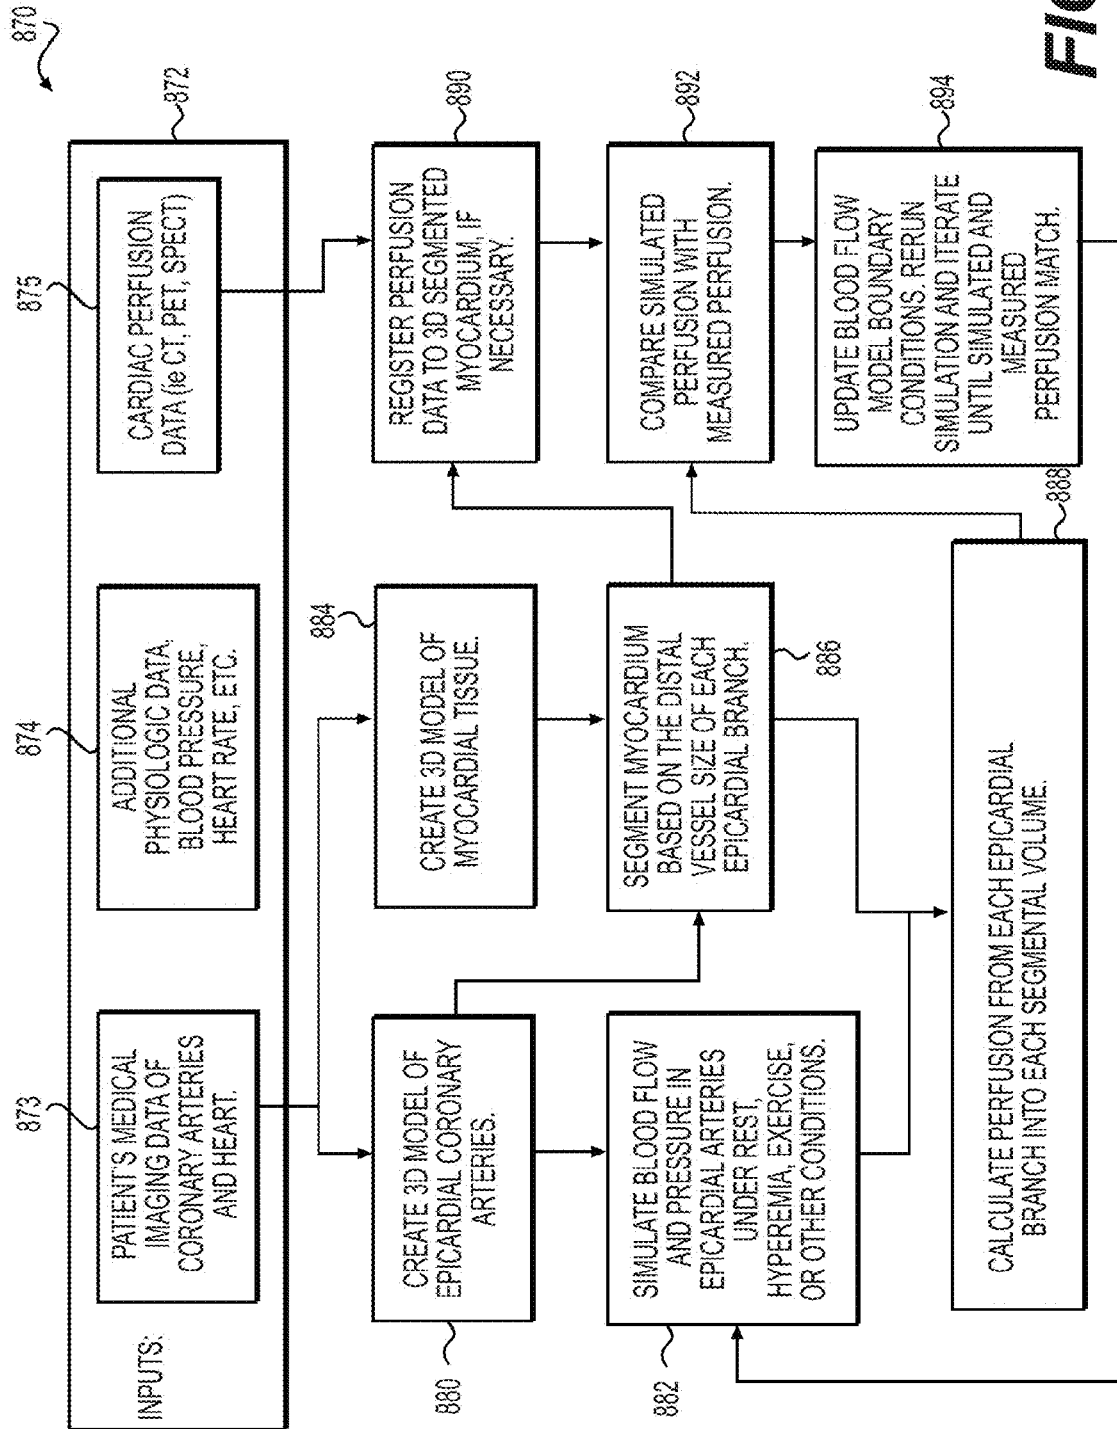 870
872
INPUTS:
873
PATIENT'S MEDICAL
IMAGING DATA OF
CORONARY ARTERIES
AND HEART.
874
ADDITIONAL
PHYSIOLOGIC DATA,
BLOOD PRESSURE,
HEART RATE, ETC.
875
CARDIAC PERFUSION
DATA (ie CT, PET, SPECT)
880
CREATE 3D MODEL OF
EPICARDIAL CORONARY
ARTERIES.
884
CREATE 3D MODEL OF
MYOCARDIAL TISSUE.
890
REGISTER PERFUSION
DATA TO 3D SEGMENTED
MYOCARDIUM, IF
NECESSARY.
882
SIMULATE BLOOD FLOW
AND PRESSURE IN
EPICARDIAL ARTERIES
UNDER REST,
HYPEREMIA, EXERCISE,
OR OTHER CONDITIONS.
886
SEGMENT MYOCARDIUM
BASED ON THE DISTAL
VESSEL SIZE OF EACH
EPICARDIAL BRANCH.
892
COMPARE SIMULATED
PERFUSION WITH
MEASURED PERFUSION.
888
CALCULATE PERFUSION FROM EACH EPICARDIAL
BRANCH INTO EACH SEGMENTAL VOLUME.
894
UPDATE BLOOD FLOW
MODEL BOUNDARY
CONDITIONS. RERUN
SIMULATION AND ITERATE
UNTIL SIMULATED AND
MEASURED
PERFUSION MATCH.